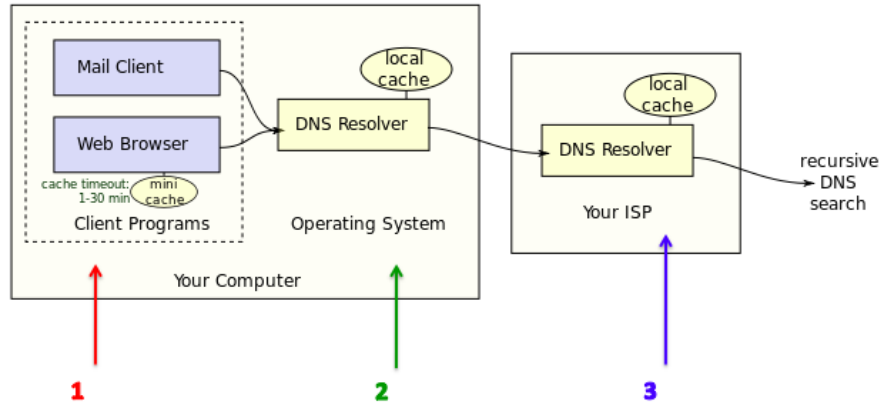 Mail Client
Web Browser
cache timeout:
1-30 min
mini
cache
Client Programs
local
cache
DNS Resolver
Operating System
Your Computer
local
cache
DNS Resolver
Your ISP
recursive
DNS
search
1
2
3